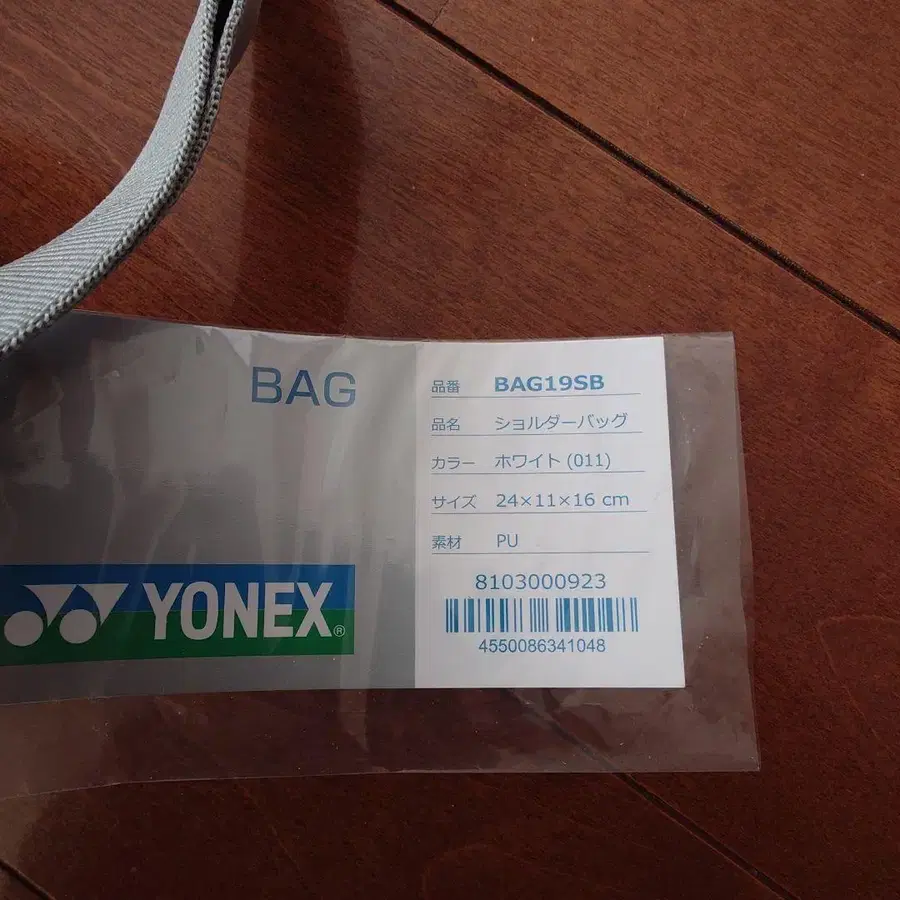 BAG
YONEX®
品番 BAG19SB
品名 ショルダーバッグ
カラー ホワイト (011)
サイズ 24×11×16 cm
素材 PU
8103000923
4550086341048